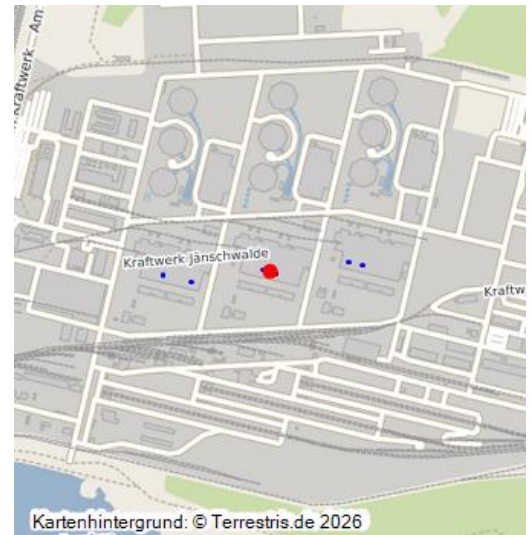 Kraftwerk – Am
Kraftwerk Jänschwalde
Kraftw
Kartenhintergrund: © Terrestris.de 2026